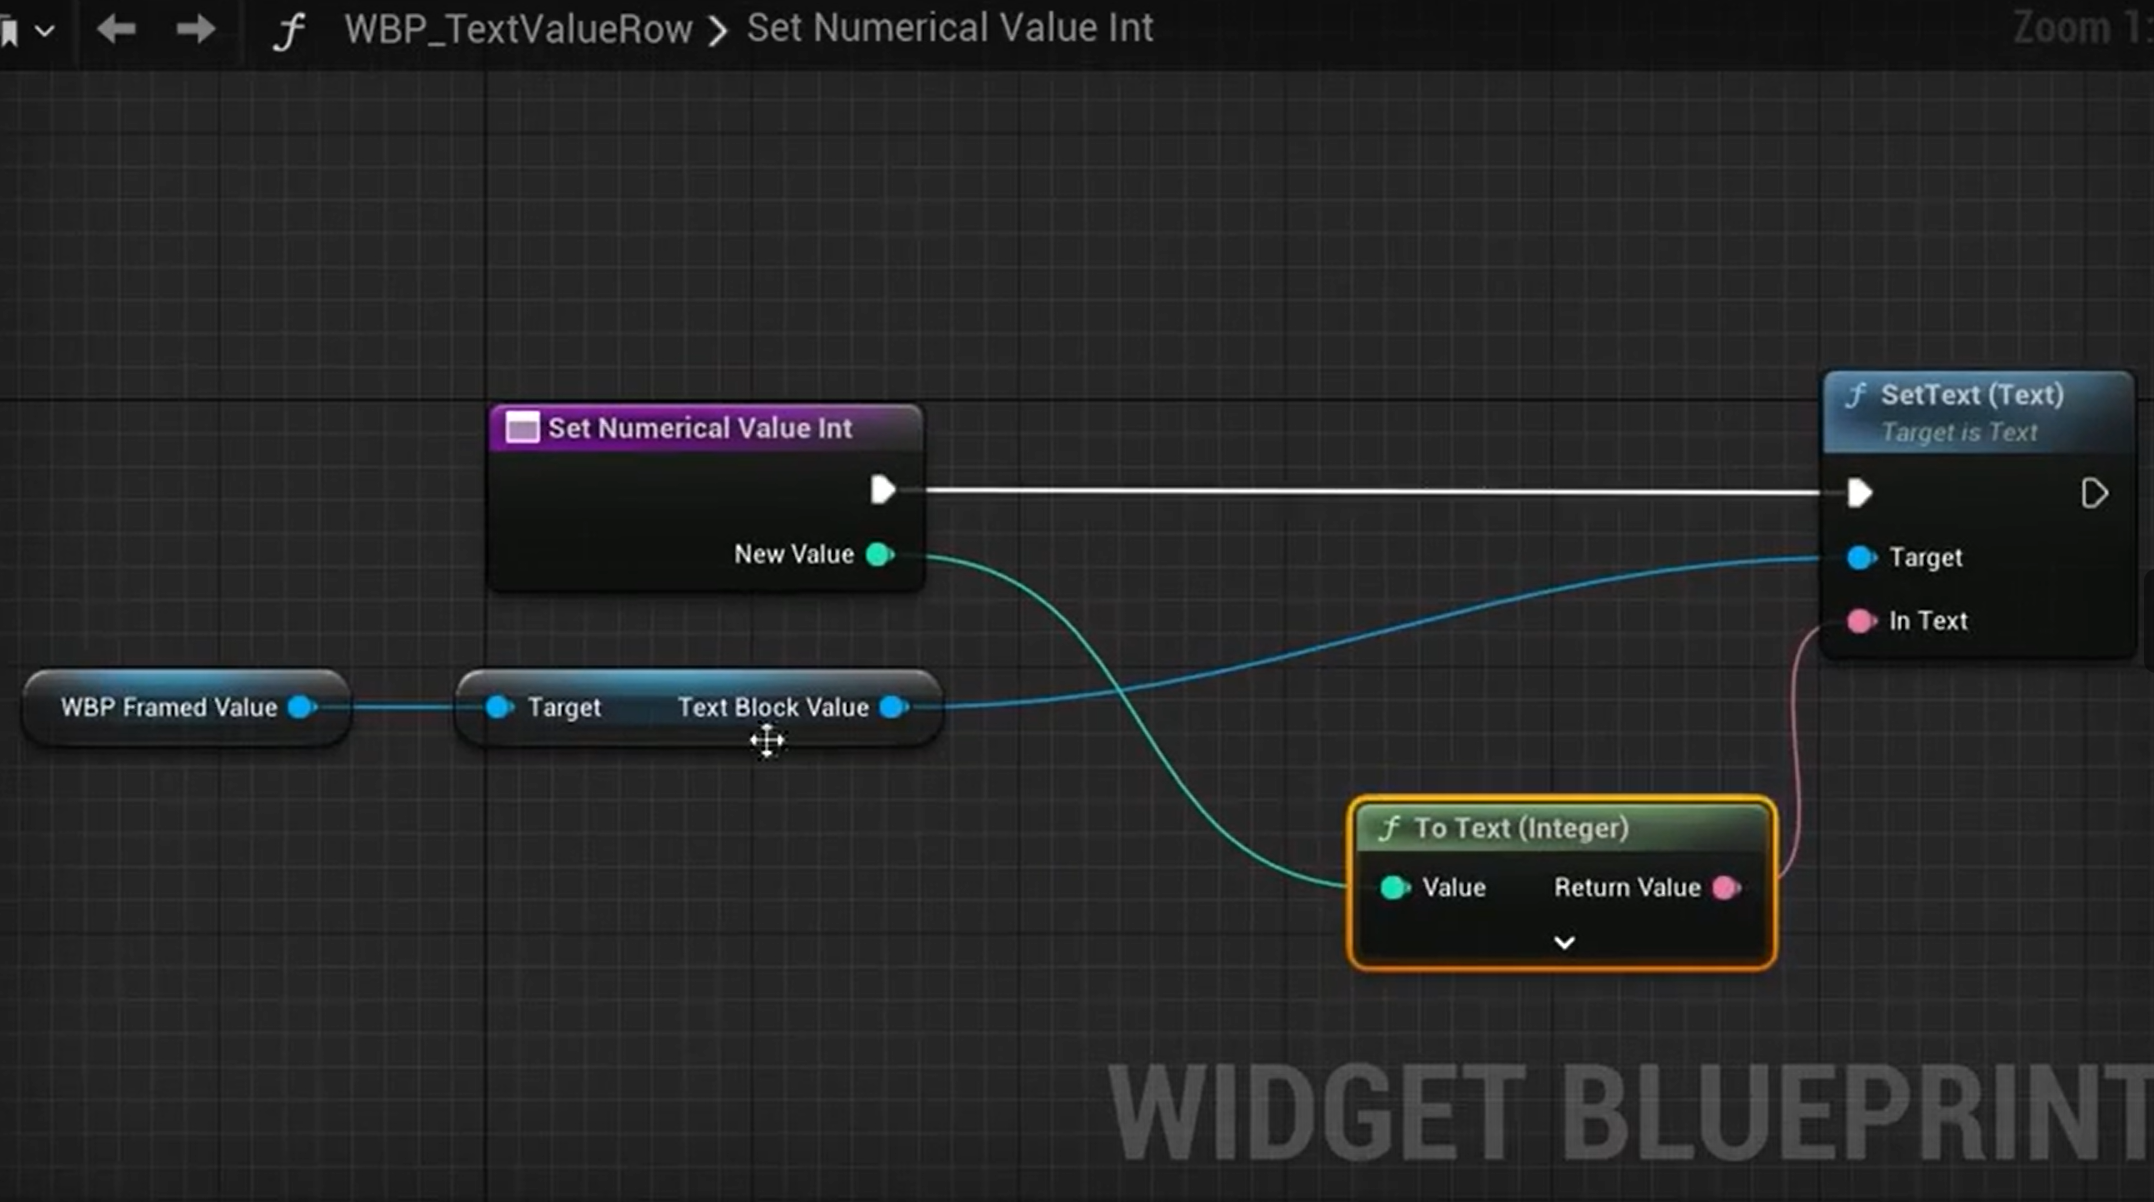 WBP_TextValueRow > Set Numerical Value Int
Zoom 1:
SetText (Text)
Target is Text
Set Numerical Value Int
New Value
Target
In Text
WBP Framed Value
Target Text Block Value
To Text (Integer)
Value Return Value
WIDGET BLUEPRINT